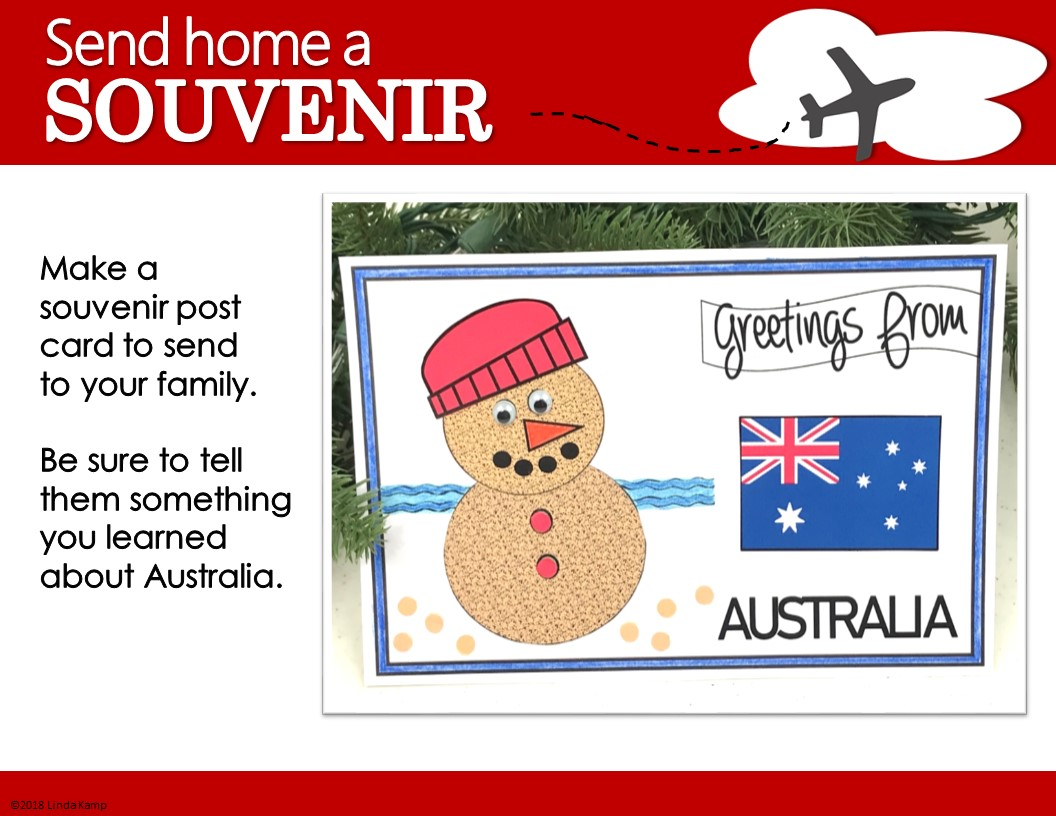 Send home a
SOUVENIR
Make a
souvenir post
card to send
to your family.
Be sure to tell
them something
you learned
about Australia.
Greetings from
AUSTRALIA
©2018 Linda Kamp